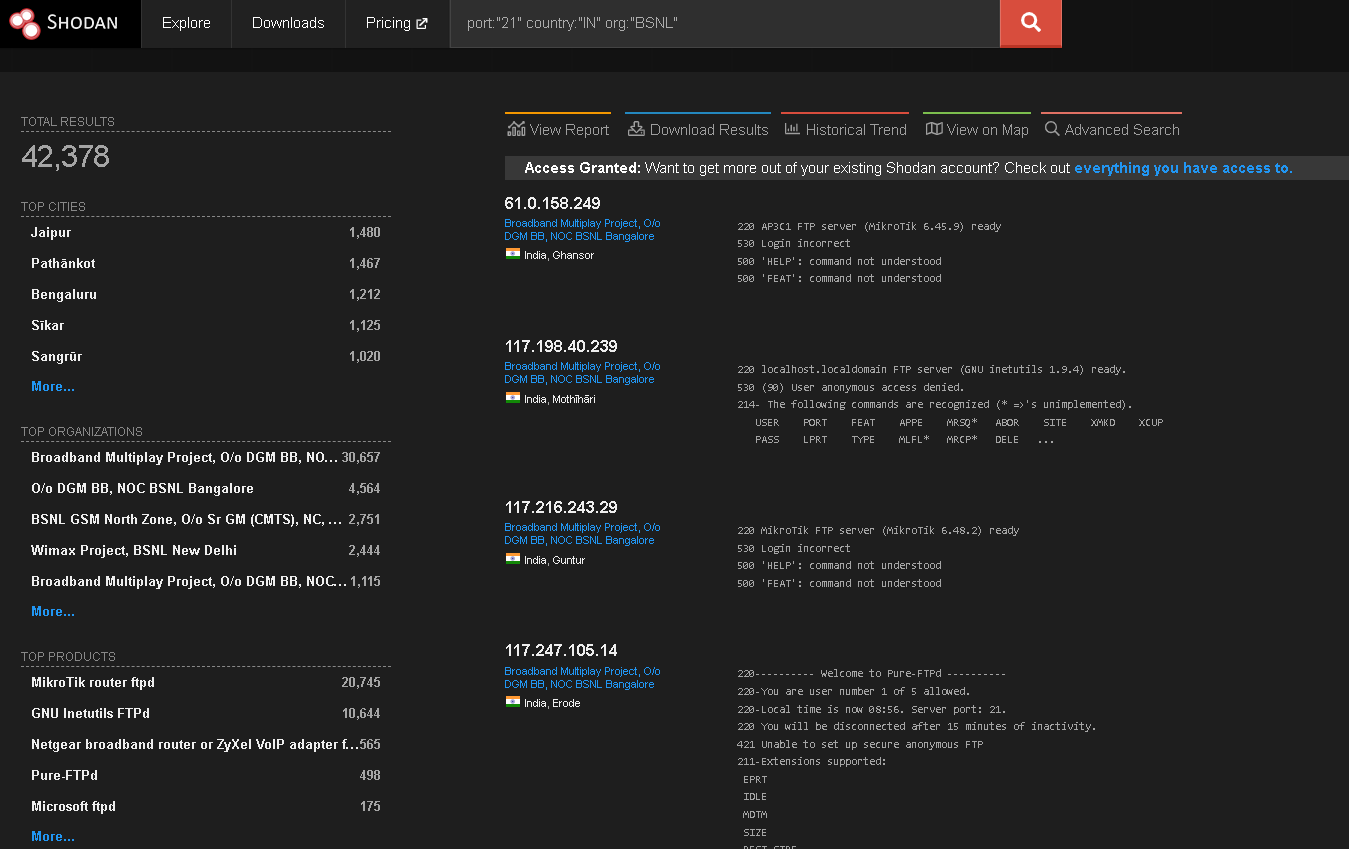 SHODAN
Explore
Downloads
Pricing
port:"21" country:"IN" org:"BSNL"
TOTAL RESULTS
42,378
TOP CITIES
Jaipur 1,480
Pathānkot 1,467
Bengaluru 1,212
Sīkar 1,125
Sangrūr 1,020
More...
TOP ORGANIZATIONS
Broadband Multiplay Project, O/o DGM BB, NO... 30,657
O/o DGM BB, NOC BSNL Bangalore 4,564
BSNL GSM North Zone, O/o Sr GM (CMTS), NC, ... 2,751
Wimax Project, BSNL New Delhi 2,444
Broadband Multiplay Project, O/o DGM BB, NOC... 1,115
More...
TOP PRODUCTS
MikroTik router ftpd 20,745
GNU Inetutils FTPd 10,644
Netgear broadband router or ZyXel VoIP adapter f... 565
Pure-FTPd 498
Microsoft ftpd 175
More...
View Report
Download Results
Historical Trend
View on Map
Advanced Search
Access Granted: Want to get more out of your existing Shodan account? Check out everything you have access to.
61.0.158.249
Broadband Multiplay Project, O/o
DGM BB, NOC BSNL Bangalore
India, Ghansor
220 AP3C1 FTP server (MikroTik 6.45.9) ready
530 Login incorrect
500 'HELP': command not understood
500 'FEAT': command not understood
117.198.40.239
Broadband Multiplay Project, O/o
DGM BB, NOC BSNL Bangalore
India, Mothīhāri
220 localhost.localdomain FTP server (GNU inetutils 1.9.4) ready.
530 (90) User anonymous access denied.
214- The following commands are recognized (* =>'s unimplemented).
USER PORT FEAT APPE MRSQ* ABOR SITE XMKD XCUP
PASS LPRT TYPE MLFL* MRCP* DELE ...
117.216.243.29
Broadband Multiplay Project, O/o
DGM BB, NOC BSNL Bangalore
India, Guntur
220 MikroTik FTP server (MikroTik 6.48.2) ready
530 Login incorrect
500 'HELP': command not understood
500 'FEAT': command not understood
117.247.105.14
Broadband Multiplay Project, O/o
DGM BB, NOC BSNL Bangalore
India, Erode
220---------- Welcome to Pure-FTPd ----------
220-You are user number 1 of 5 allowed.
220-Local time is now 08:56. Server port: 21.
220 You will be disconnected after 15 minutes of inactivity.
421 Unable to set up secure anonymous FTP
211-Extensions supported:
EPRT
IDLE
MDTM
SIZE